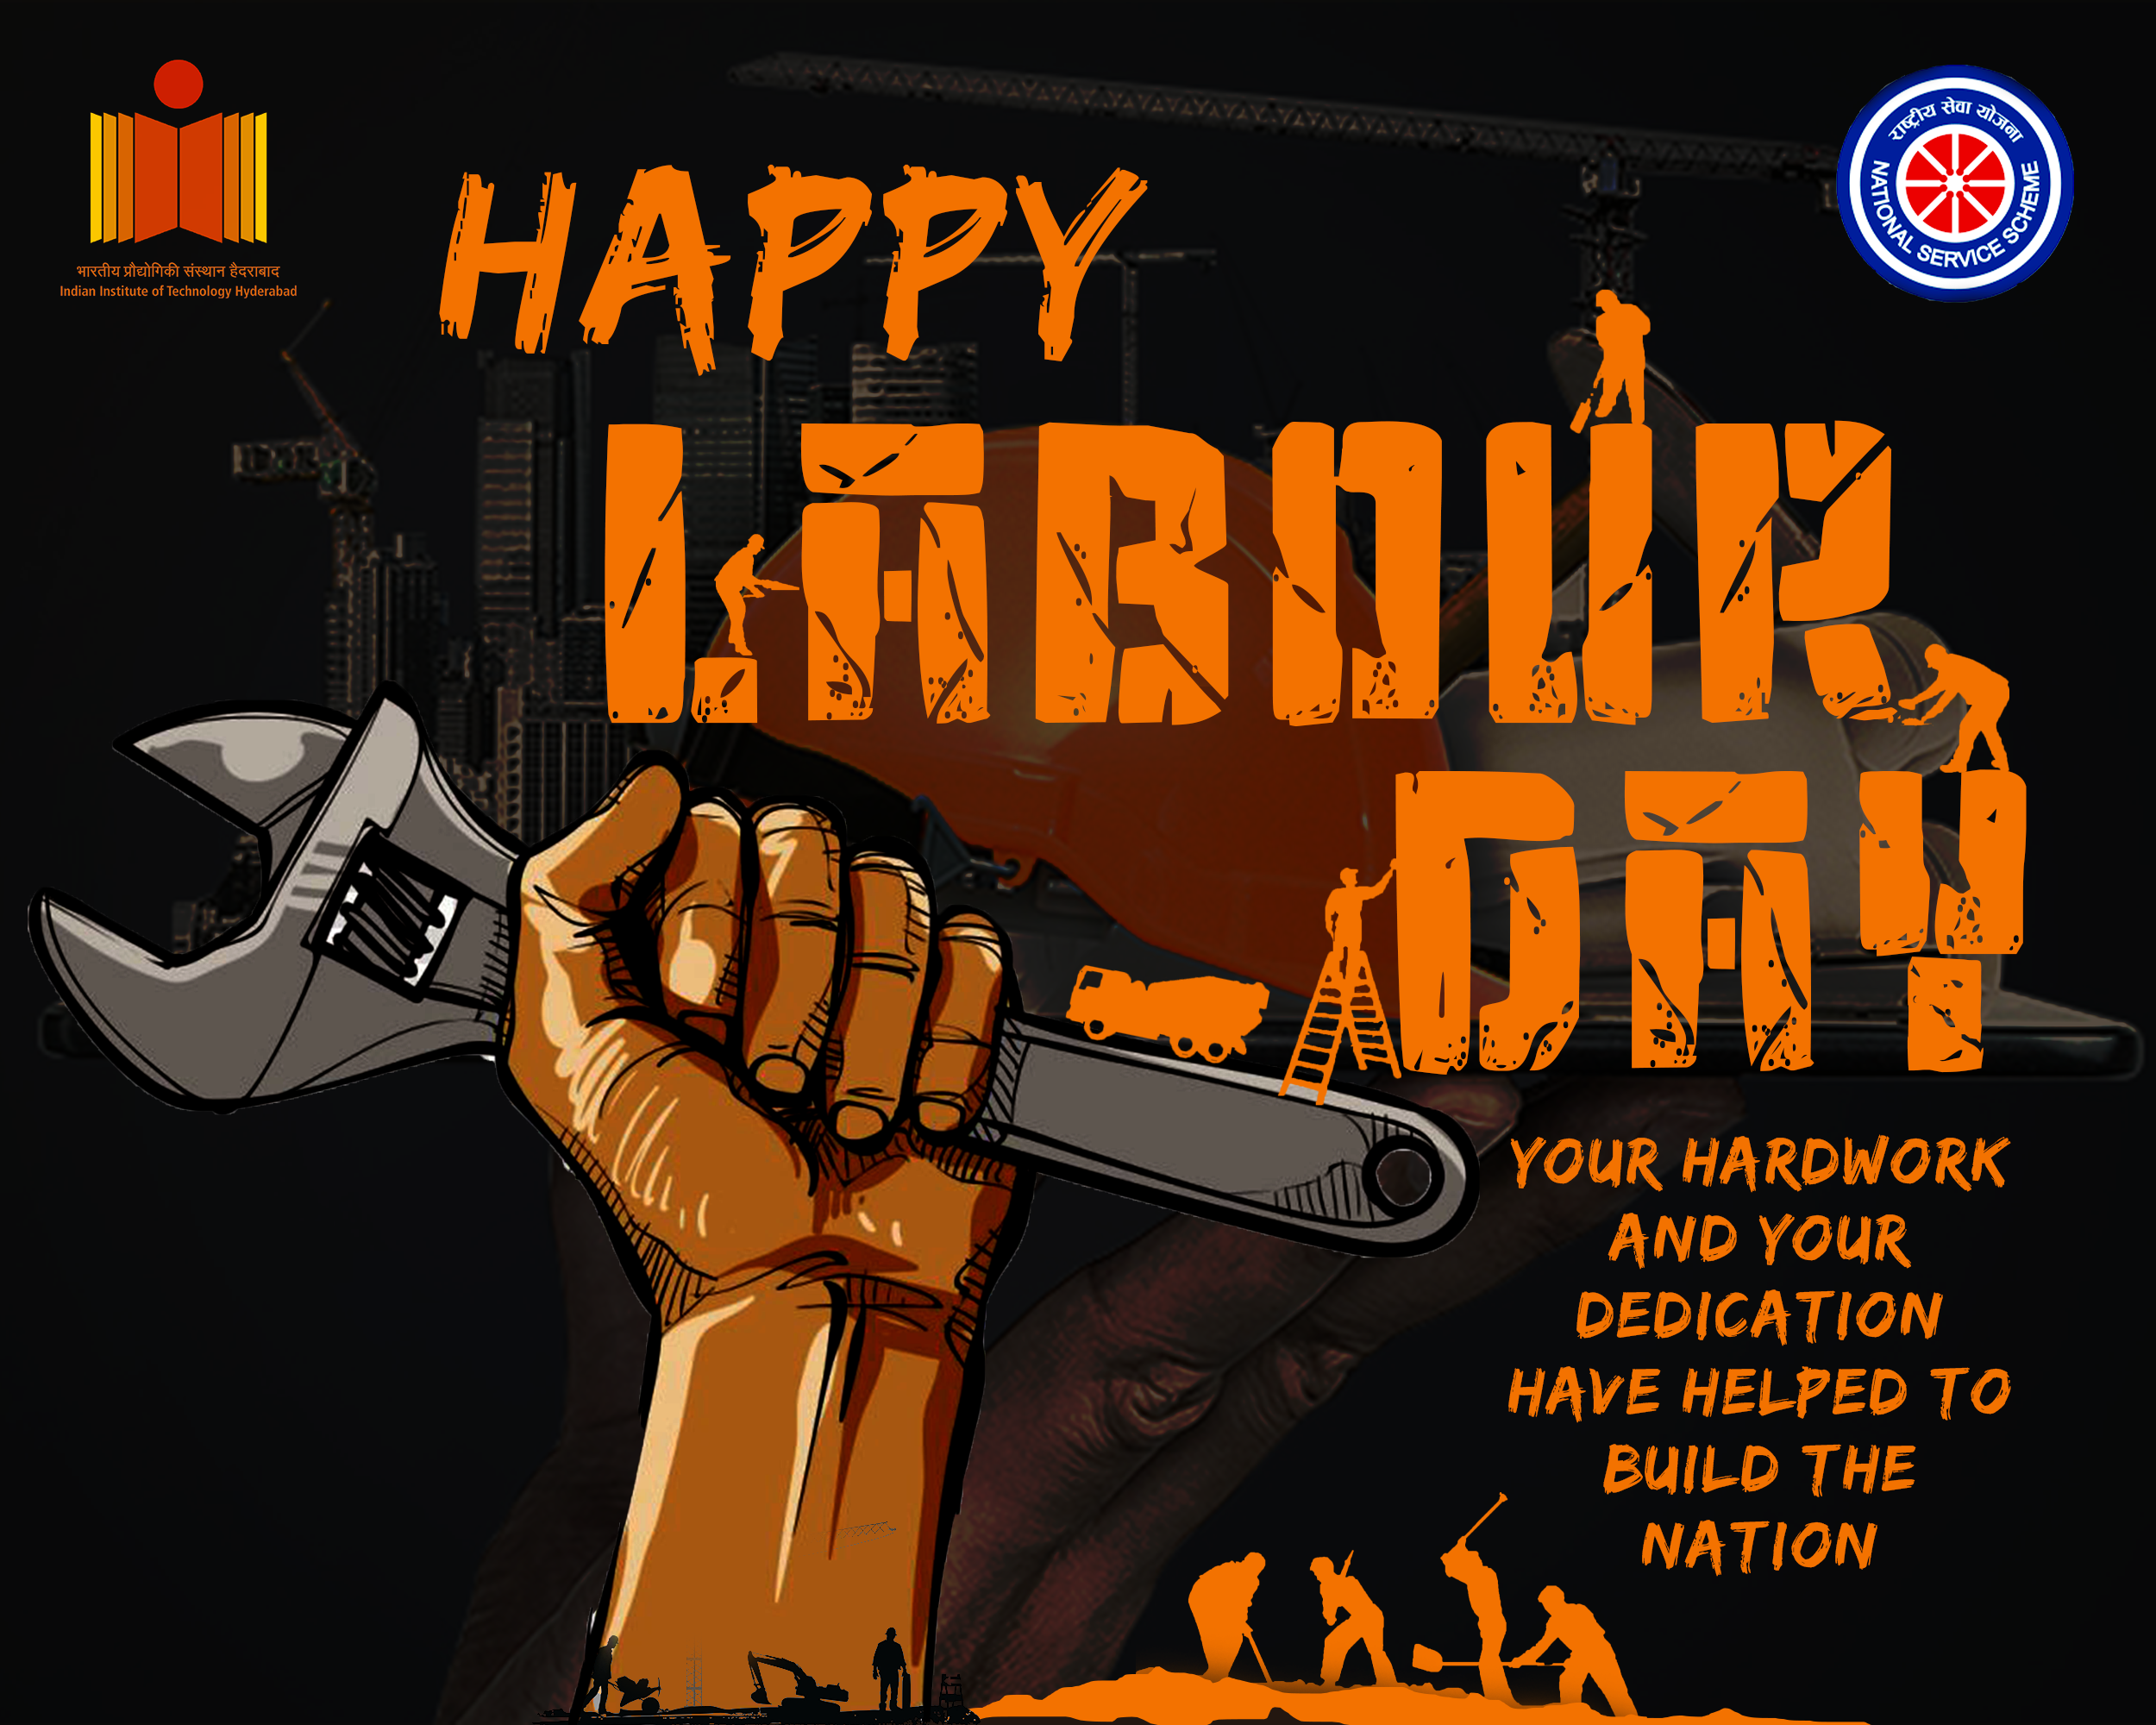 भारतीय प्रौद्योगिकी संस्थान हैदराबाद
Indian Institute of Technology Hyderabad
राष्ट्रीय सेवा योजना
NATIONAL SERVICE SCHEME
HAPPY
LABOUR
DAY
YOUR HARDWORK
AND YOUR
DEDICATION
HAVE HELPED TO
BUILD THE
NATION